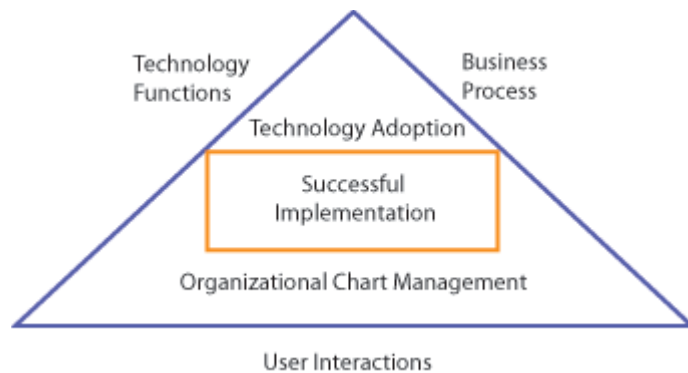 Technology
Functions
Business
Process
Technology Adoption
Successful
Implementation
Organizational Chart Management
User Interactions